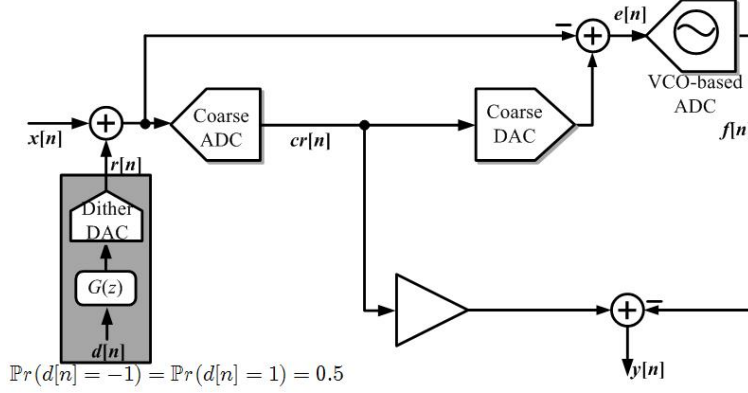 e[n]
VCO-based
ADC
f[n
x[n]
Coarse
ADC
cr[n]
Coarse
DAC
r[n]
Dither
DAC
G(z)
d[n]
y[n]
ℙr(d[n] = −1) = ℙr(d[n] = 1) = 0.5